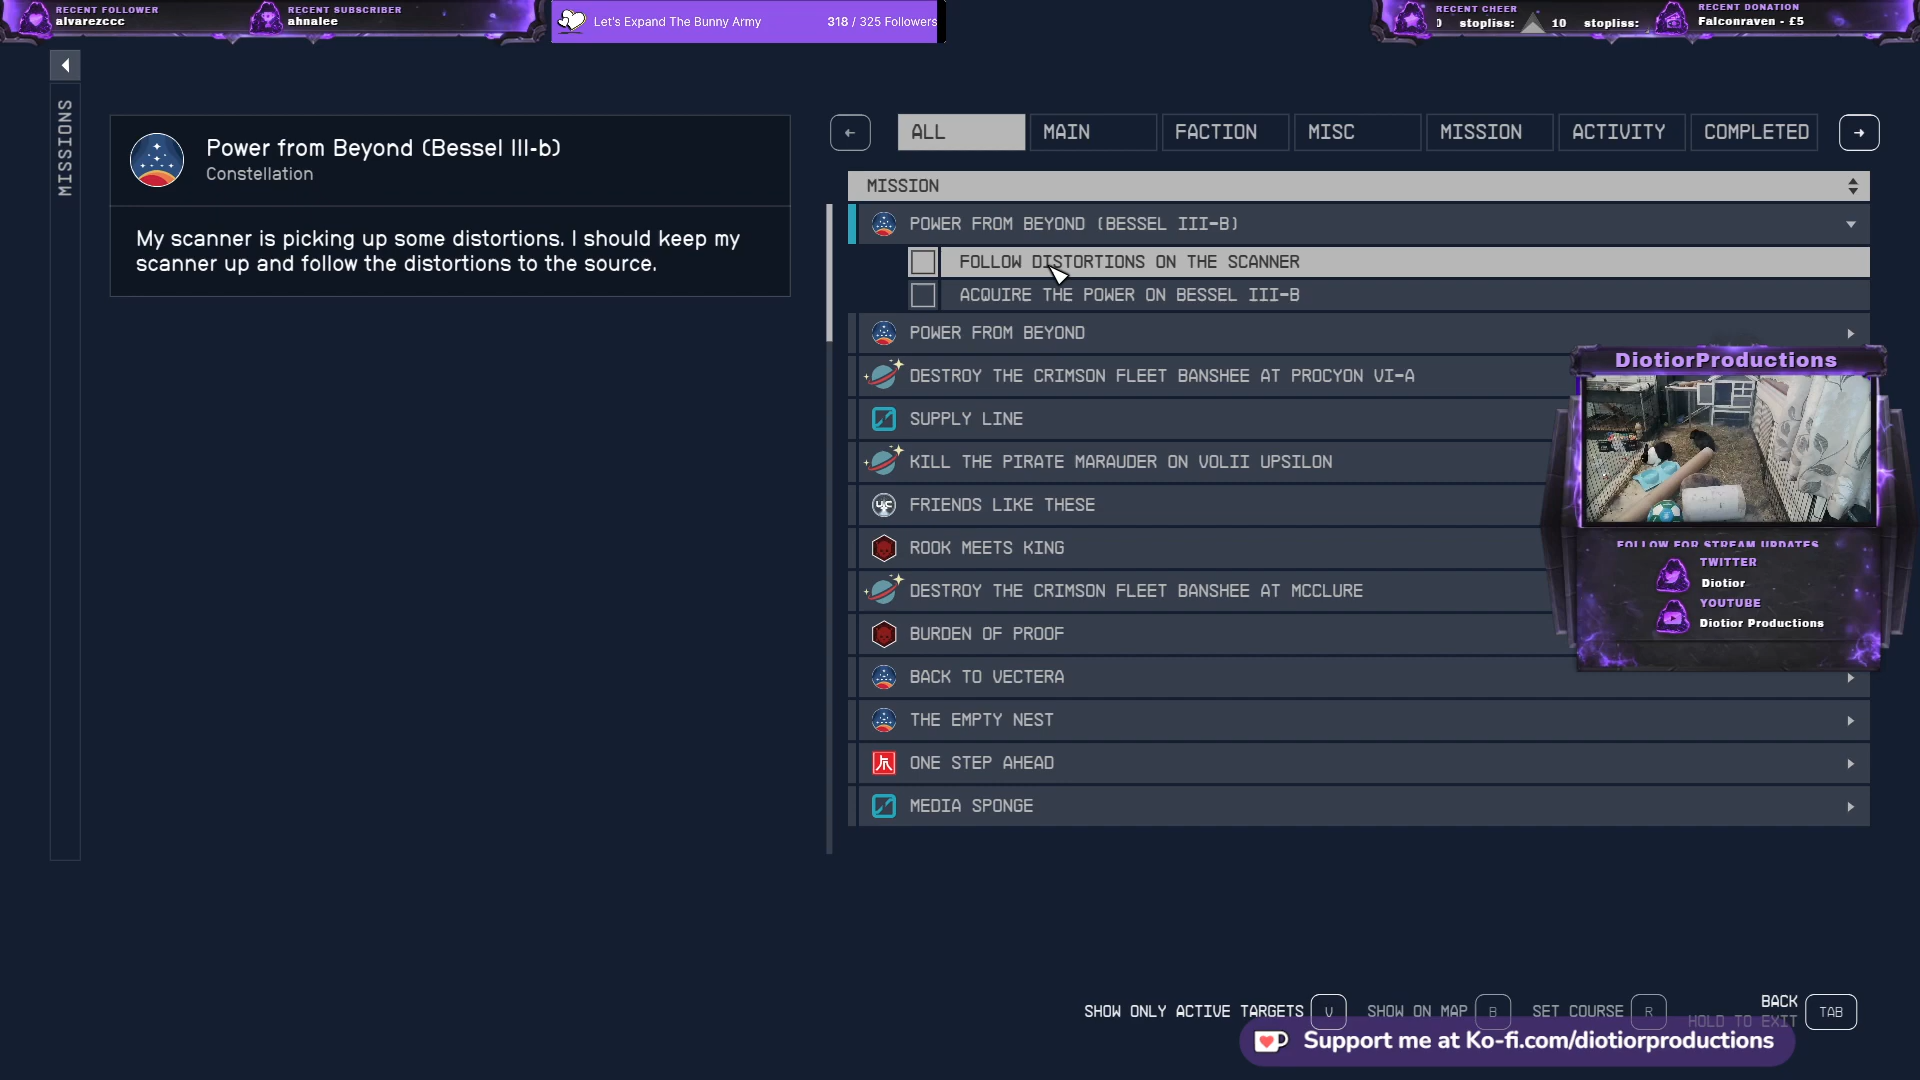 RECENT FOLLOWER
alvarezccc
RECENT SUBSCRIBER
ahnalee
Let's Expand The Bunny Army
318 / 325 Followers
RECENT CHEER
stopliss:
10
stopliss:
RECENT DONATION
Falconraven - £5
MISSIONS
Power from Beyond (Bessel III-b)
Constellation
My scanner is picking up some distortions. I should keep my
scanner up and follow the distortions to the source.
ALL
MAIN
FACTION
MISC
MISSION
ACTIVITY
COMPLETED
MISSION
POWER FROM BEYOND (BESSEL III-B)
FOLLOW DISTORTIONS ON THE SCANNER
ACQUIRE THE POWER ON BESSEL III-B
POWER FROM BEYOND
DESTROY THE CRIMSON FLEET BANSHEE AT PROCYON VI-A
SUPPLY LINE
KILL THE PIRATE MARAUDER ON VOLII UPSILON
UC
FRIENDS LIKE THESE
ROOK MEETS KING
DESTROY THE CRIMSON FLEET BANSHEE AT MCCLURE
BURDEN OF PROOF
BACK TO VECTERA
THE EMPTY NEST
ONE STEP AHEAD
MEDIA SPONGE
DiotiorProductions
FOLLOW FOR STREAM UPDATES
TWITTER
Diotior
YOUTUBE
Diotior Productions
SHOW ONLY ACTIVE TARGETS V
SHOW ON MAP B
SET COURSE R
BACK
HOLD TO EXIT
TAB
Support me at Ko-fi.com/diotiorproductions